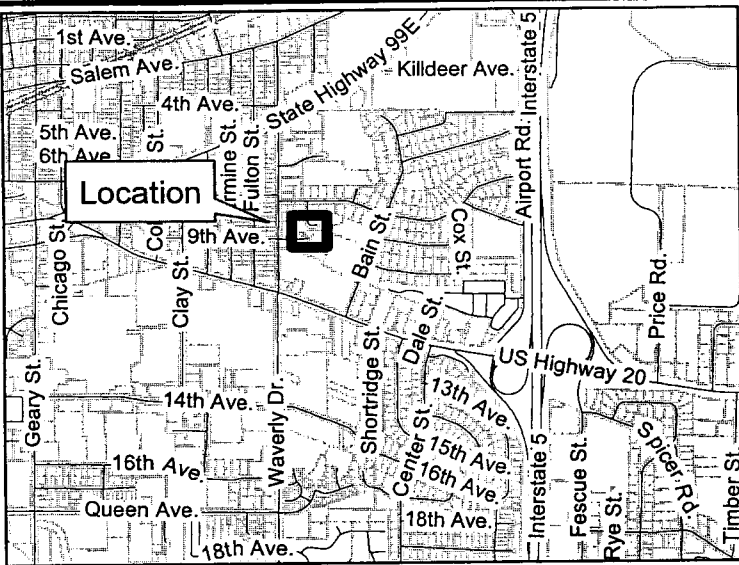 1st Ave.
Salem Ave.
State Highway 99E
Killdeer Ave.
Interstate 5
4th Ave.
5th Ave.
St.
6th Ave
rmine St.
Fulton St.
Airport Rd.
Location
Chicago St.
Co
9th Ave.
Clay St.
Bain St.
Cox St.
Price Rd.
Dale St.
Shortridge St.
US Highway 20
Geary St.
14th Ave.
Waverly Dr.
13th Ave.
Center St.
15th Ave.
16th Ave.
16th Ave.
Spicer Rd.
Queen Ave.
18th Ave.
18th Ave.
Interstate 5
Fescue St.
Rye St.
Timber St.